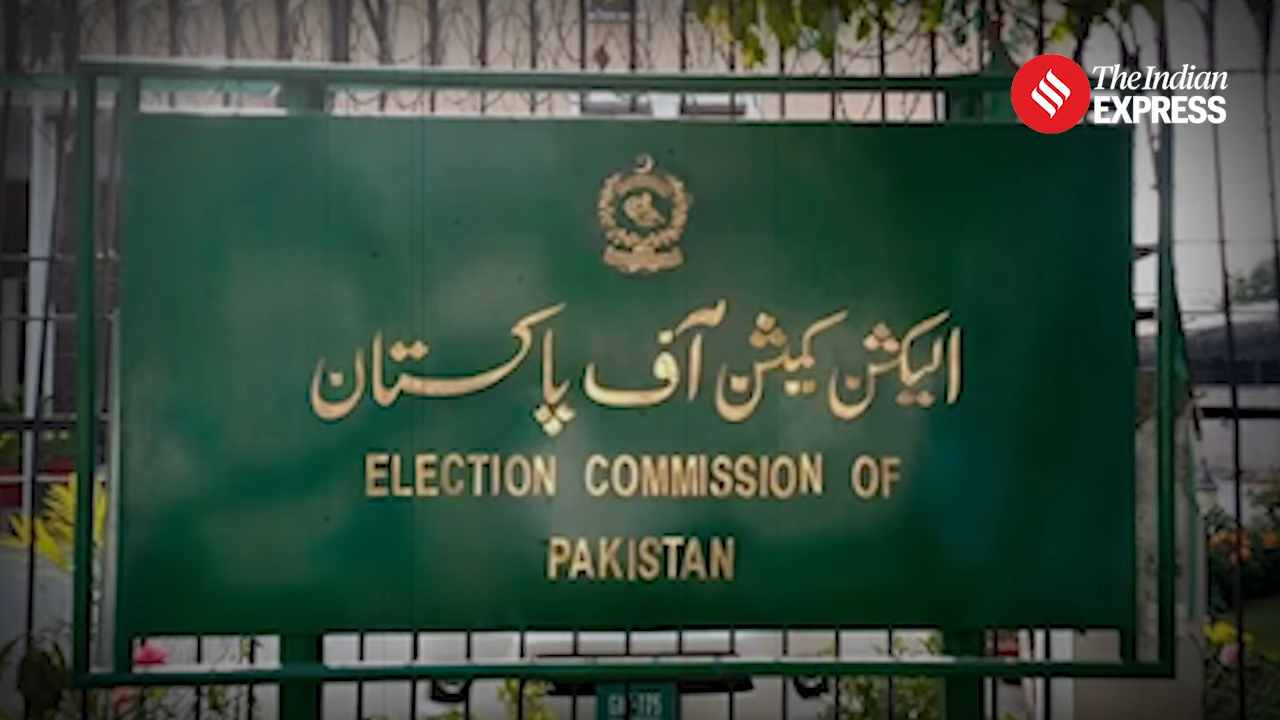 The Indian
EXPRESS
الیکشن کمیشن آف پاکستان
ELECTION COMMISSION OF
PAKISTAN